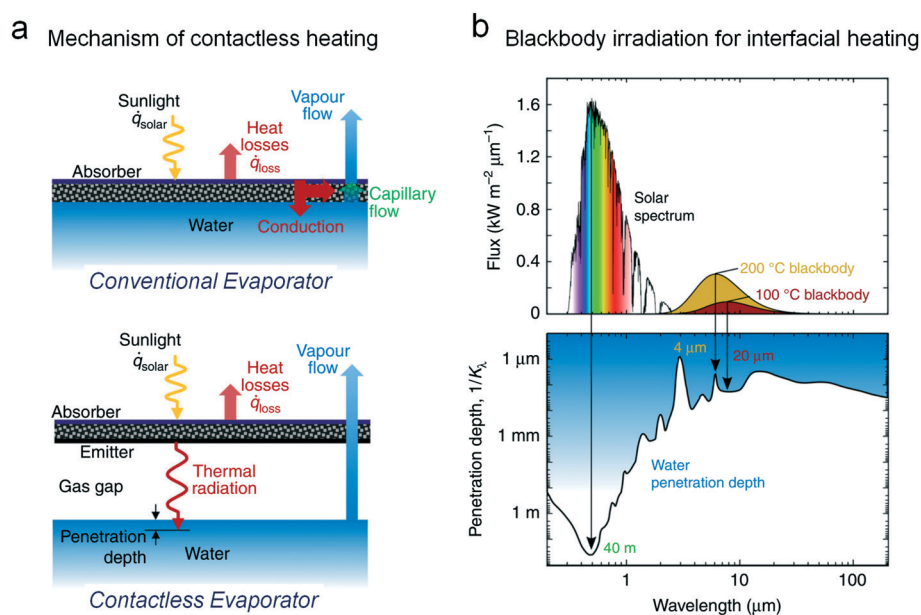 a Mechanism of contactless heating
Sunlight
q̇solar
Vapour
flow
Heat
losses
q̇loss
Absorber
Capillary
flow
Water
Conduction
Conventional Evaporator
Sunlight
q̇solar
Vapour
flow
Heat
losses
q̇loss
Absorber
Emitter
Gas gap
Thermal
radiation
Penetration
depth
Water
Contactless Evaporator
b Blackbody irradiation for interfacial heating
Flux (kW m⁻² μm⁻¹)
1.6
1.2
0.8
0.4
0
Solar
spectrum
200 °C blackbody
100 °C blackbody
Penetration depth, 1/Kλ
1 μm
1 mm
1 m
4 μm
20 μm
Water
penetration depth
40 m
1 10 100
Wavelength (μm)